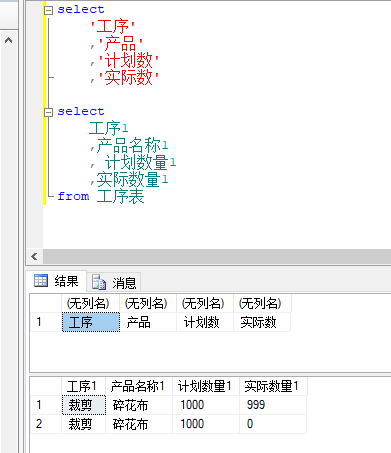 select
'工序'
,'产品'
,'计划数'
,'实际数'
select
工序1
,产品名称1
, 计划数量1
,实际数量1
from 工序表
结果 消息
(无列名) (无列名) (无列名) (无列名)
1 工序 产品 计划数 实际数
工序1 产品名称1 计划数量1 实际数量1
1 裁剪 碎花布 1000 999
2 裁剪 碎花布 1000 0